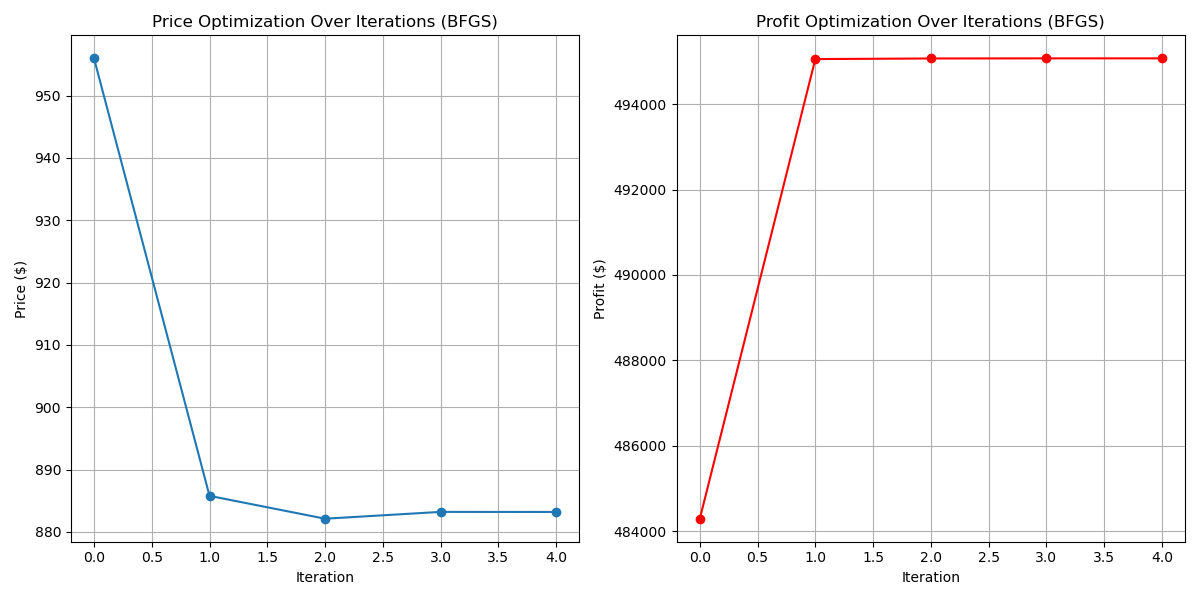 Price Optimization Over Iterations (BFGS)
Price ($)
950
940
930
920
910
900
890
880
0.0 0.5 1.0 1.5 2.0 2.5 3.0 3.5 4.0
Iteration
Profit Optimization Over Iterations (BFGS)
Profit ($)
494000
492000
490000
488000
486000
484000
0.0 0.5 1.0 1.5 2.0 2.5 3.0 3.5 4.0
Iteration